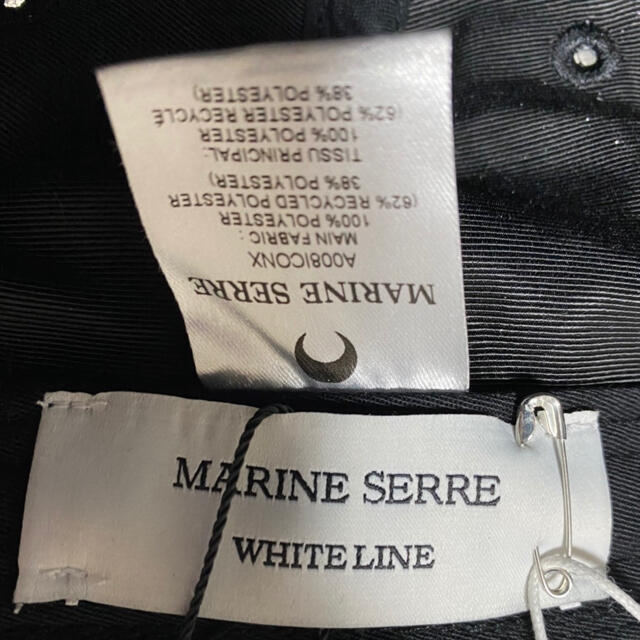 MARINE SERRE
A008ICONX
MAIN FABRIC :
100% POLYESTER
(62% RECYCLED POLYESTER
38% POLYESTER)
TISSU PRINCIPAL:
100% POLYESTER
(62% POLYESTER RECYCLÉ
38% POLYESTER)
MARINE SERRE
WHITE LINE